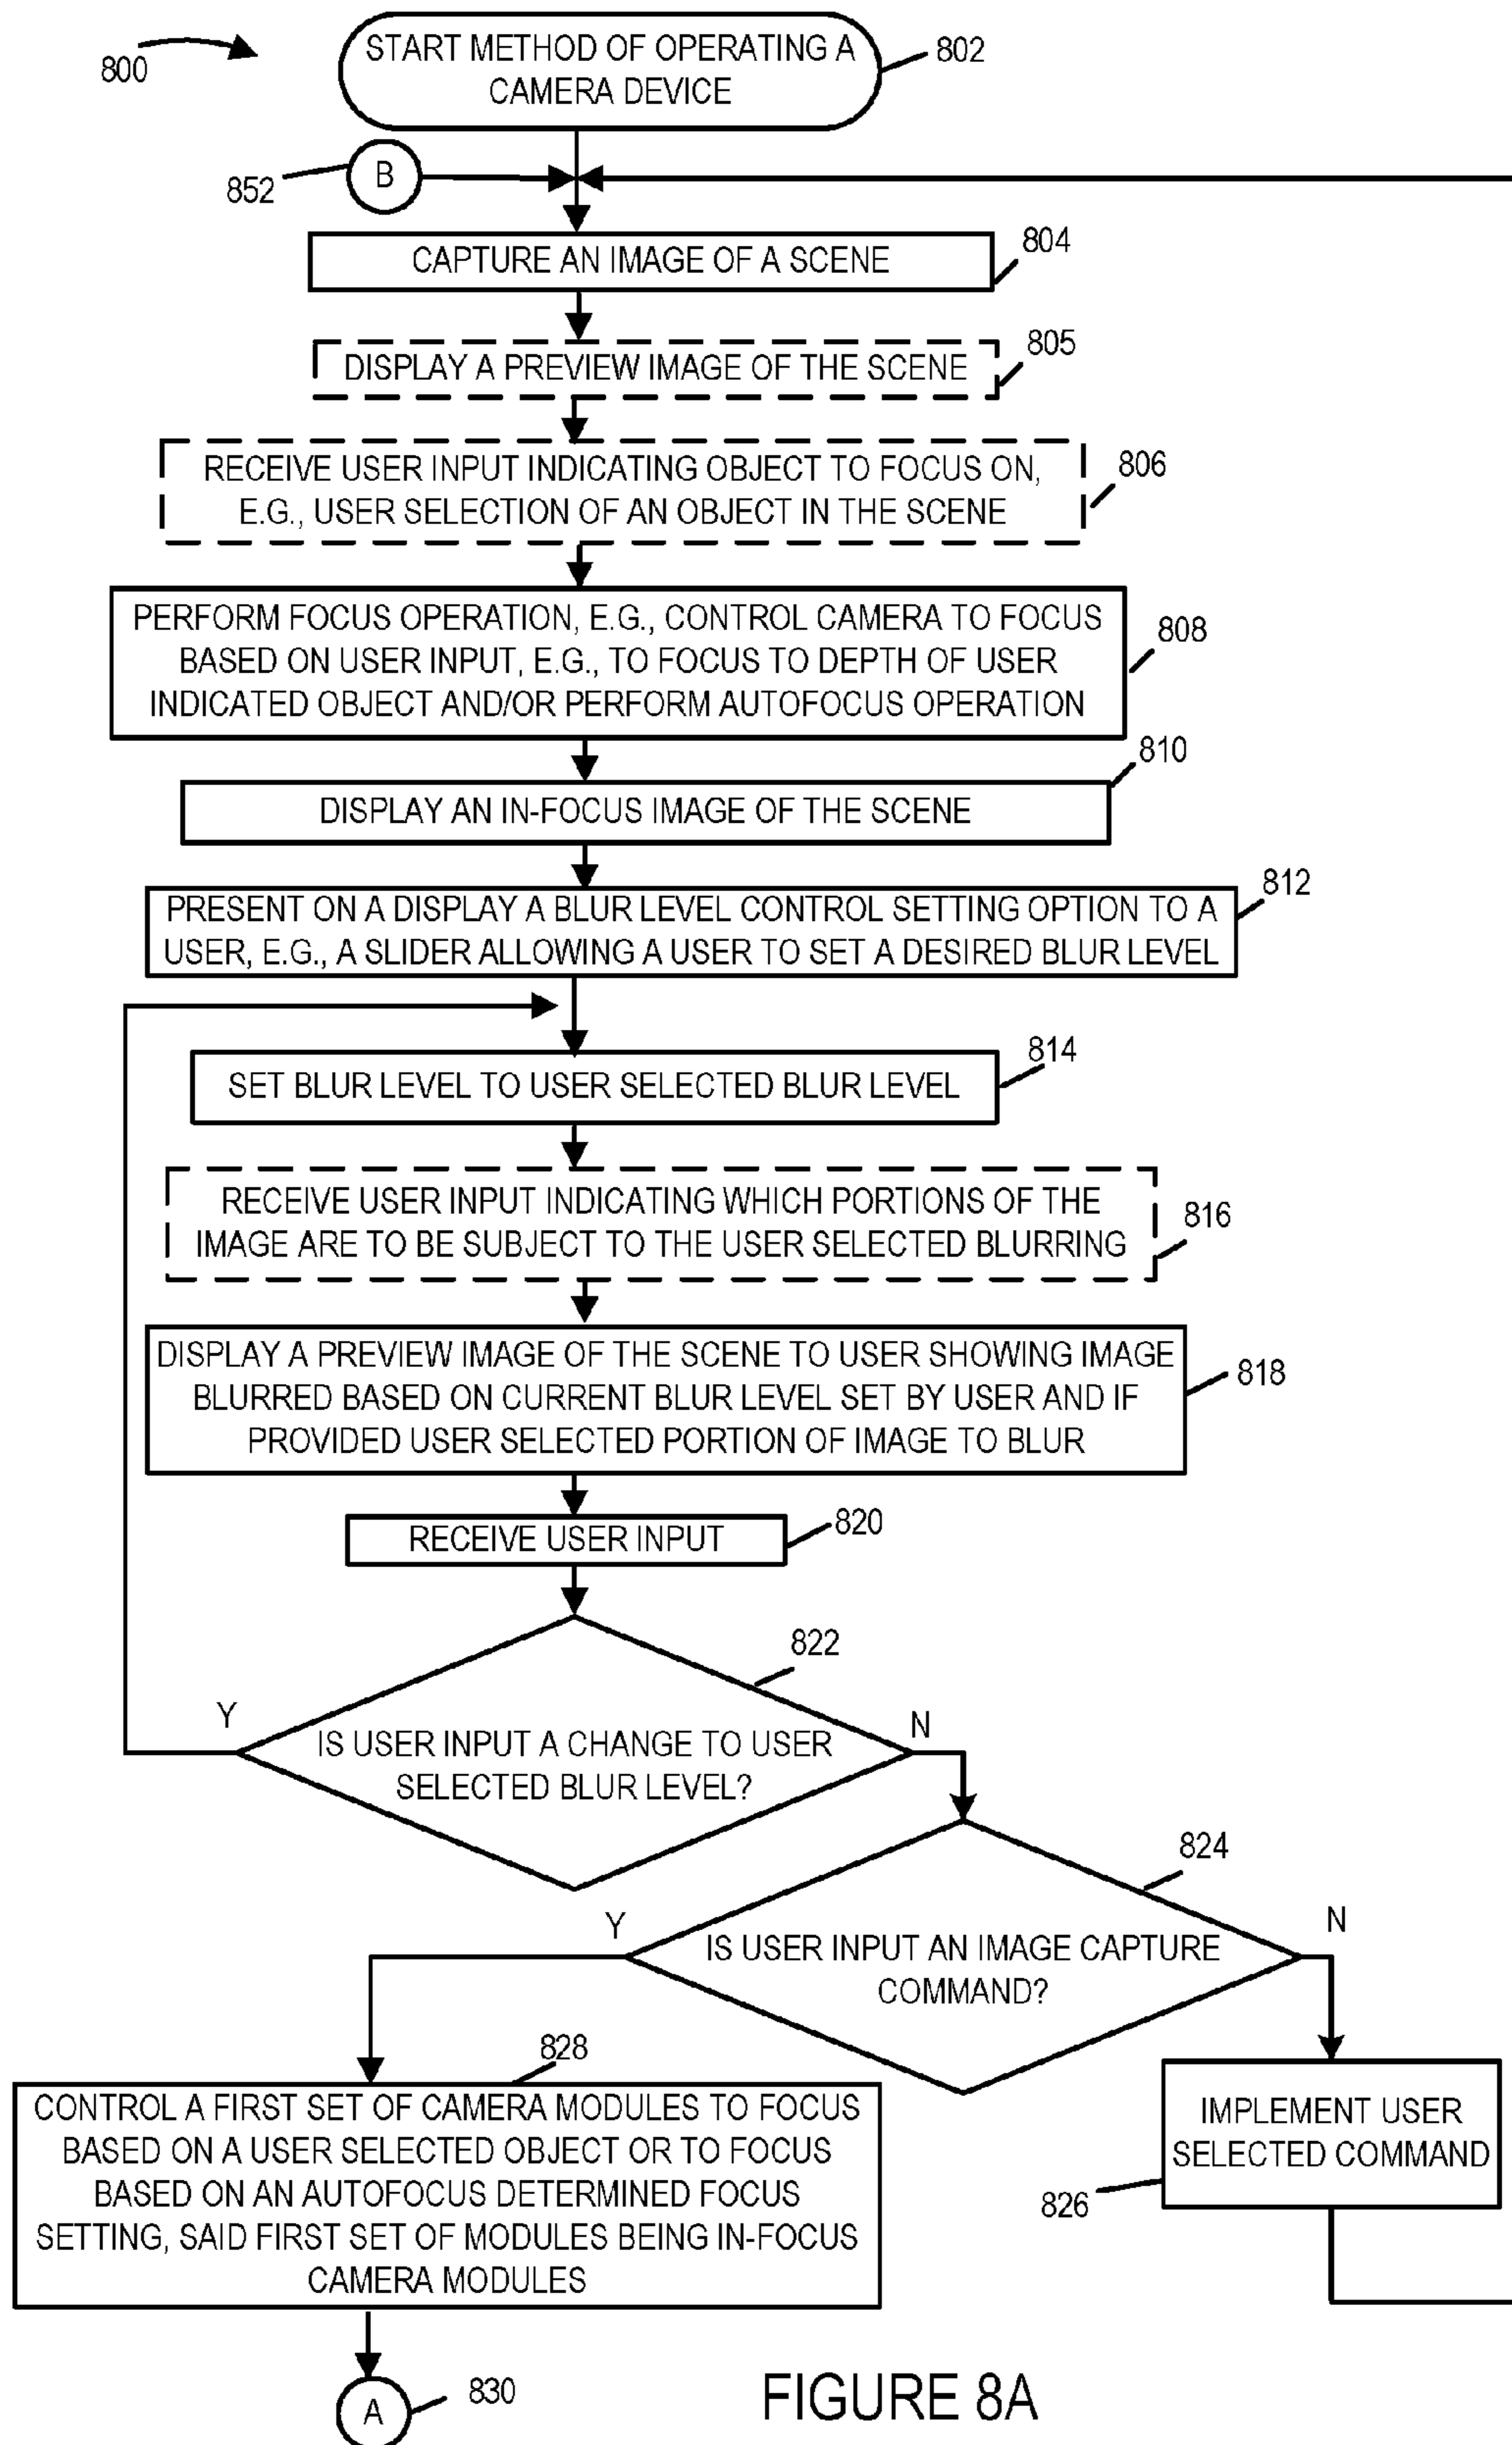 800
START METHOD OF OPERATING A
CAMERA DEVICE
802
B
852
CAPTURE AN IMAGE OF A SCENE
804
DISPLAY A PREVIEW IMAGE OF THE SCENE
805
RECEIVE USER INPUT INDICATING OBJECT TO FOCUS ON,
E.G., USER SELECTION OF AN OBJECT IN THE SCENE
806
PERFORM FOCUS OPERATION, E.G., CONTROL CAMERA TO FOCUS
BASED ON USER INPUT, E.G., TO FOCUS TO DEPTH OF USER
INDICATED OBJECT AND/OR PERFORM AUTOFOCUS OPERATION
808
DISPLAY AN IN-FOCUS IMAGE OF THE SCENE
810
PRESENT ON A DISPLAY A BLUR LEVEL CONTROL SETTING OPTION TO A
USER, E.G., A SLIDER ALLOWING A USER TO SET A DESIRED BLUR LEVEL
812
SET BLUR LEVEL TO USER SELECTED BLUR LEVEL
814
RECEIVE USER INPUT INDICATING WHICH PORTIONS OF THE
IMAGE ARE TO BE SUBJECT TO THE USER SELECTED BLURRING
816
DISPLAY A PREVIEW IMAGE OF THE SCENE TO USER SHOWING IMAGE
BLURRED BASED ON CURRENT BLUR LEVEL SET BY USER AND IF
PROVIDED USER SELECTED PORTION OF IMAGE TO BLUR
818
RECEIVE USER INPUT
820
822
Y
N
IS USER INPUT A CHANGE TO USER
SELECTED BLUR LEVEL?
824
Y
N
IS USER INPUT AN IMAGE CAPTURE
COMMAND?
828
CONTROL A FIRST SET OF CAMERA MODULES TO FOCUS
BASED ON A USER SELECTED OBJECT OR TO FOCUS
BASED ON AN AUTOFOCUS DETERMINED FOCUS
SETTING, SAID FIRST SET OF MODULES BEING IN-FOCUS
CAMERA MODULES
IMPLEMENT USER
SELECTED COMMAND
826
A
830
FIGURE 8A